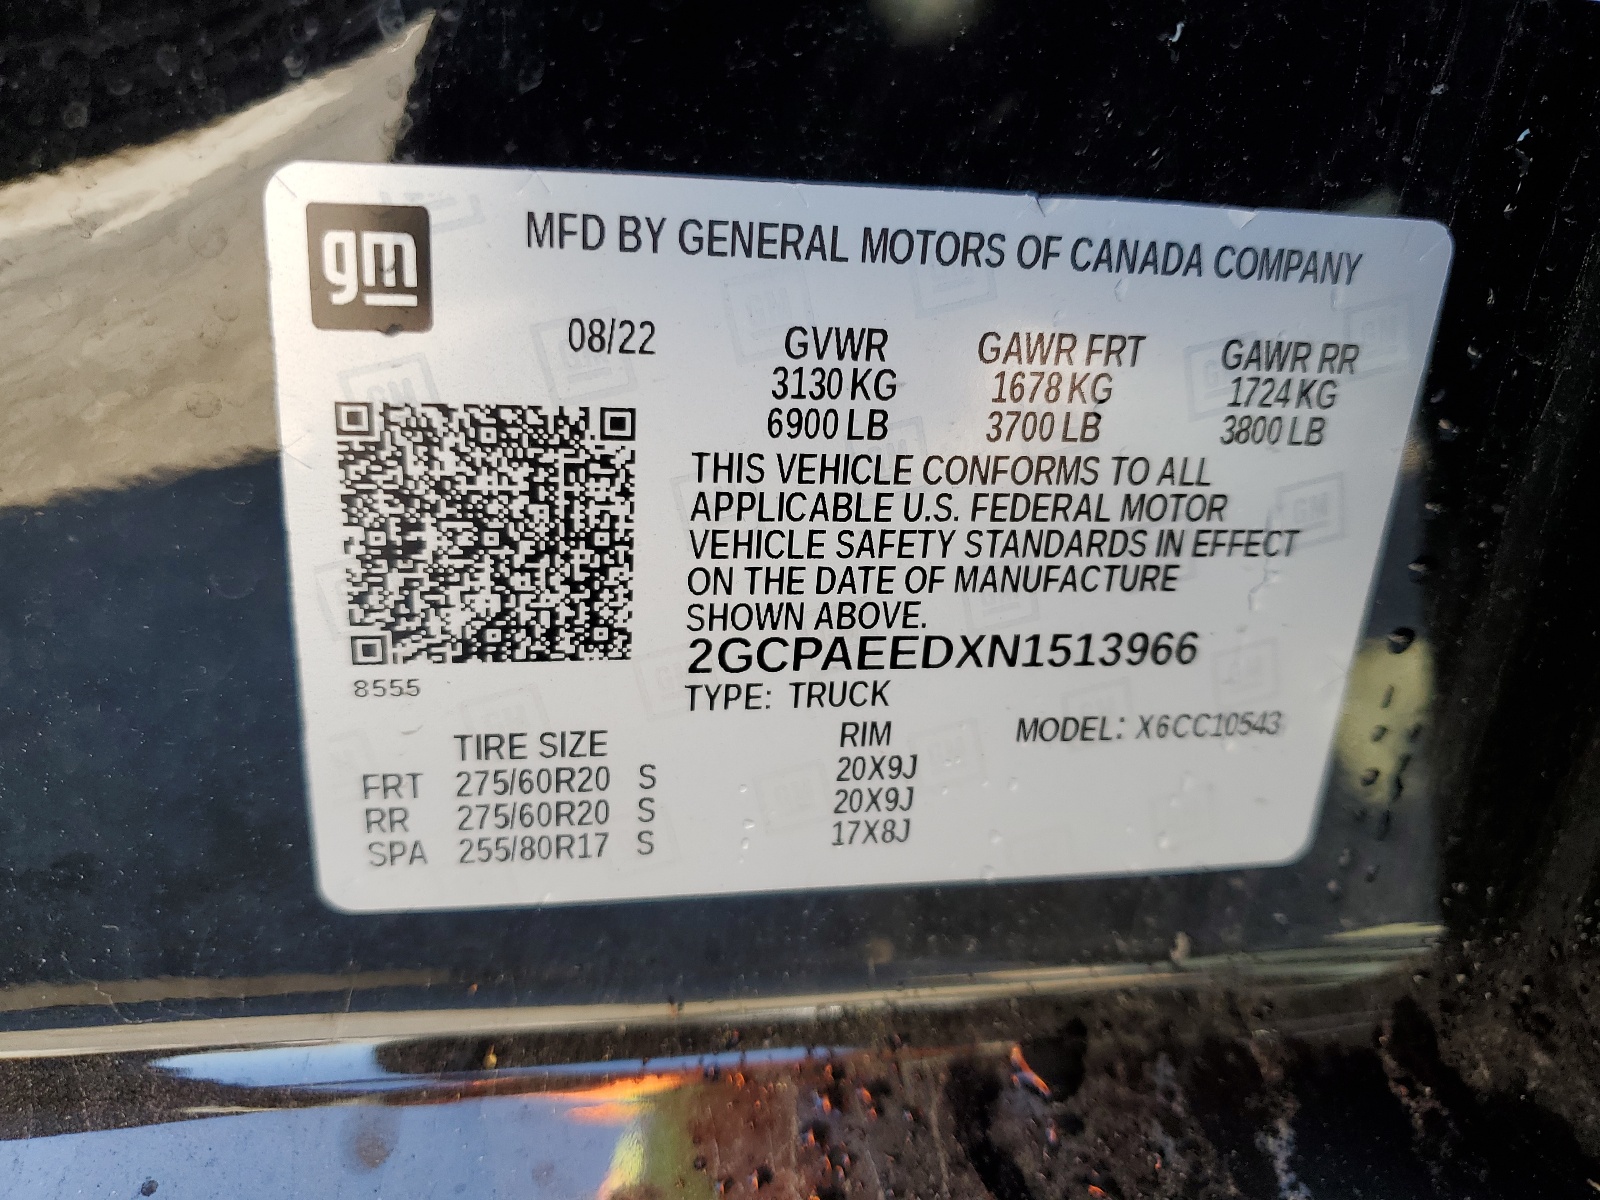 gm
MFD BY GENERAL MOTORS OF CANADA COMPANY
08/22 GVWR GAWR FRT GAWR RR
3130 KG 1678 KG 1724 KG
6900 LB 3700 LB 3800 LB
THIS VEHICLE CONFORMS TO ALL
APPLICABLE U.S. FEDERAL MOTOR
VEHICLE SAFETY STANDARDS IN EFFECT
ON THE DATE OF MANUFACTURE
SHOWN ABOVE.
2GCPAEEDXN1513966
8555
TYPE: TRUCK
MODEL: X6CC10543
TIRE SIZE RIM
FRT 275/60R20 S 20X9J
RR 275/60R20 S 20X9J
SPA 255/80R17 S 17X8J